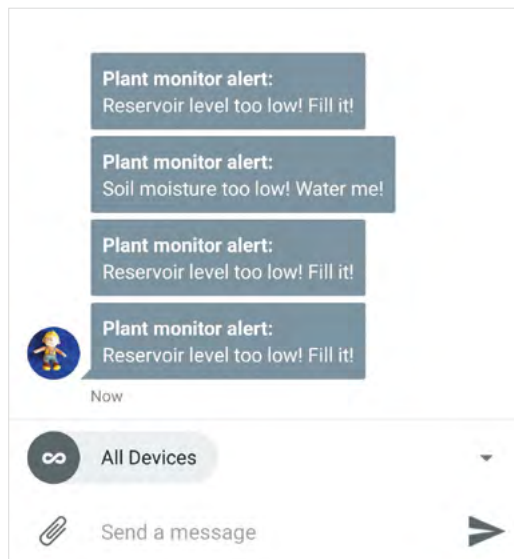 Plant monitor alert:
Reservoir level too low! Fill it!
Plant monitor alert:
Soil moisture too low! Water me!
Plant monitor alert:
Reservoir level too low! Fill it!
Plant monitor alert:
Reservoir level too low! Fill it!
Now
All Devices
Send a message